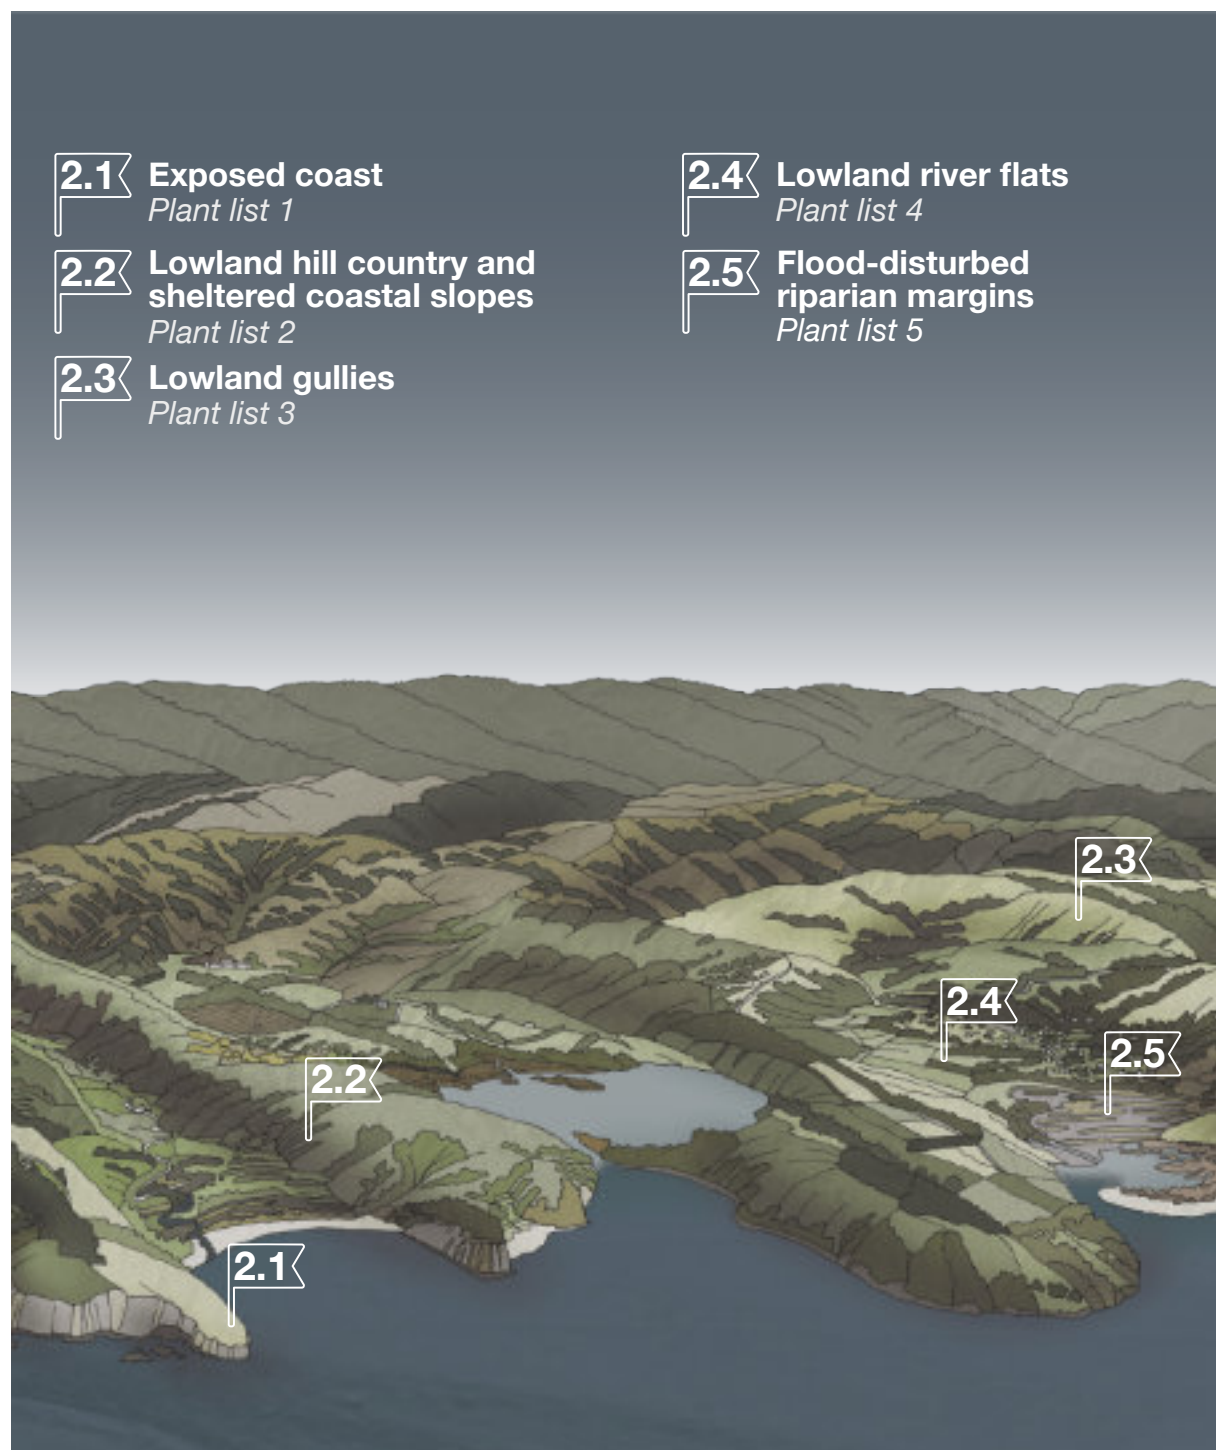 2.1 Exposed coast
Plant list 1
2.2 Lowland hill country and
sheltered coastal slopes
Plant list 2
2.3 Lowland gullies
Plant list 3
2.4 Lowland river flats
Plant list 4
2.5 Flood-disturbed
riparian margins
Plant list 5
2.3
2.4
2.5
2.2
2.1